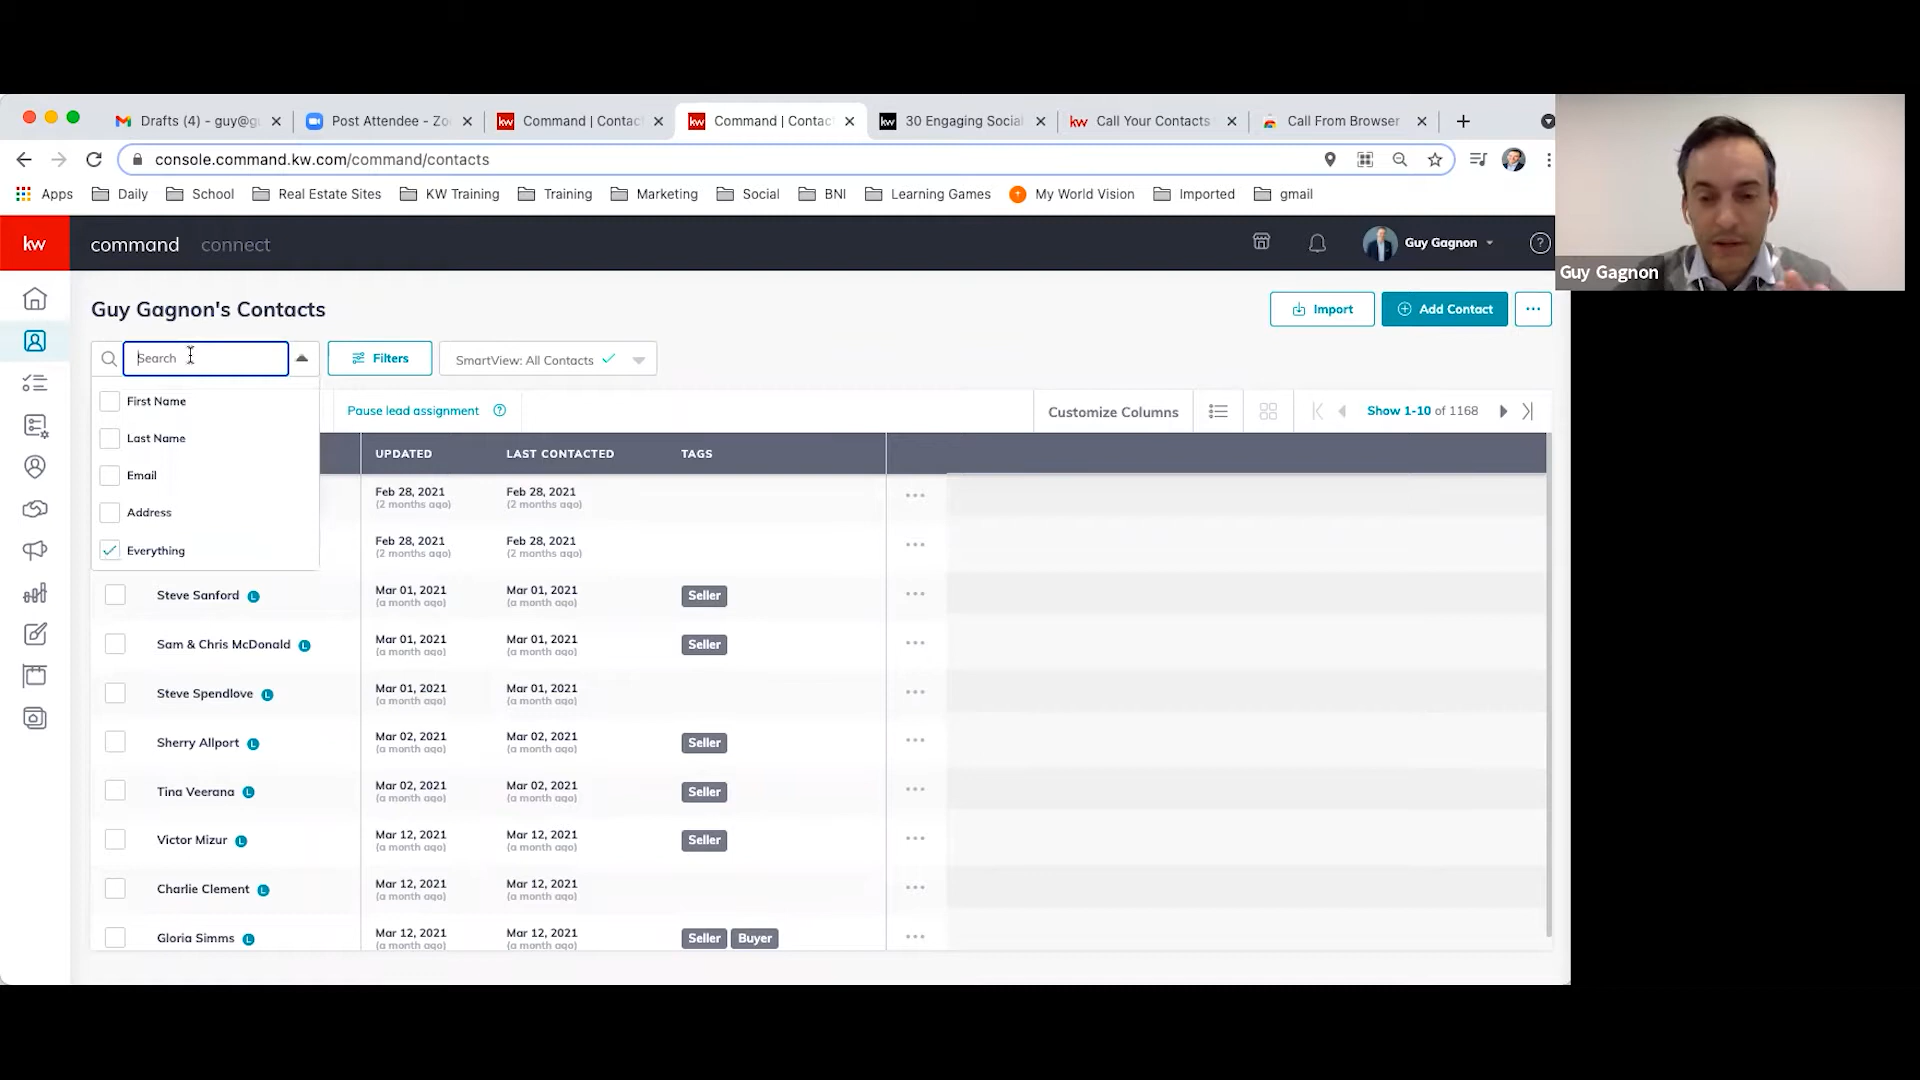 Drafts (4) - guy@g
Post Attendee - Zo
Command | Contac
Command | Contac
30 Engaging Social
Call Your Contacts
Call From Browser
console.command.kw.com/command/contacts
Apps Daily School Real Estate Sites KW Training Training Marketing Social BNI Learning Games My World Vision Imported gmail
kw command connect Guy Gagnon ?
Guy Gagnon
Guy Gagnon's Contacts Import Add Contact
Search Filters SmartView: All Contacts
First Name
Last Name
Email
Address
Everything
Pause lead assignment ? Customize Columns Show 1-10 of 1168
UPDATED LAST CONTACTED TAGS
Feb 28, 2021 Feb 28, 2021
(2 months ago) (2 months ago)
Feb 28, 2021 Feb 28, 2021
(2 months ago) (2 months ago)
Steve Sanford L Mar 01, 2021 Mar 01, 2021 Seller
(a month ago) (a month ago)
Sam & Chris McDonald L Mar 01, 2021 Mar 01, 2021 Seller
(a month ago) (a month ago)
Steve Spendlove L Mar 01, 2021 Mar 01, 2021
(a month ago) (a month ago)
Sherry Allport L Mar 02, 2021 Mar 02, 2021 Seller
(a month ago) (a month ago)
Tina Veerana L Mar 02, 2021 Mar 02, 2021 Seller
(a month ago) (a month ago)
Victor Mizur L Mar 12, 2021 Mar 12, 2021 Seller
(a month ago) (a month ago)
Charlie Clement L Mar 12, 2021 Mar 12, 2021
(a month ago) (a month ago)
Gloria Simms L Mar 12, 2021 Mar 12, 2021 Seller Buyer
(a month ago) (a month ago)